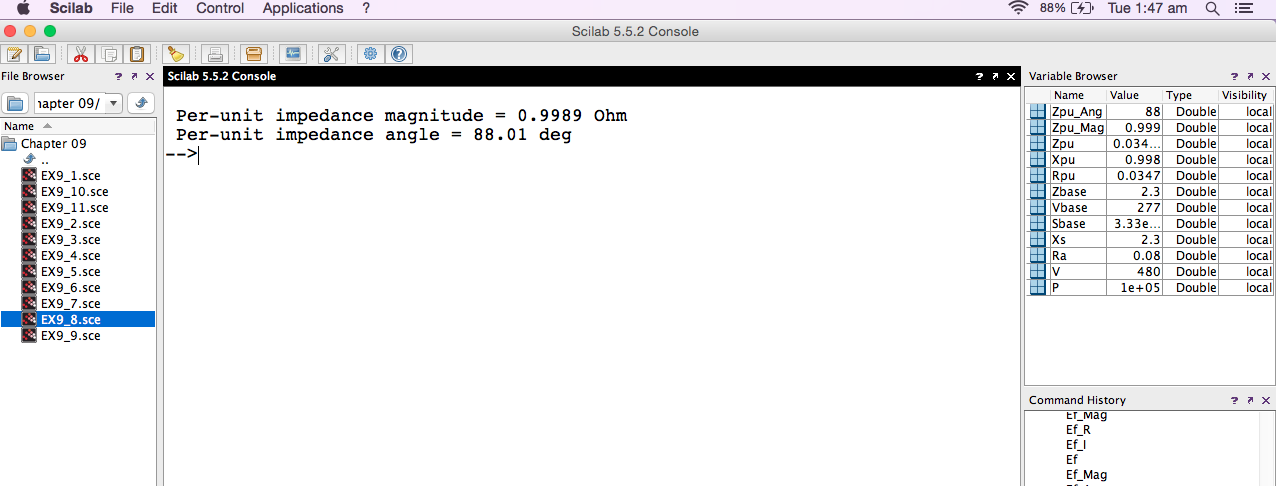 Scilab File Edit Control Applications ? 88% Tue 1:47 am
Scilab 5.5.2 Console
File Browser ? Scilab 5.5.2 Console ? Variable Browser ?
hapter 09/
Name
Chapter 09
..
EX9_1.sce
EX9_10.sce
EX9_11.sce
EX9_2.sce
EX9_3.sce
EX9_4.sce
EX9_5.sce
EX9_6.sce
EX9_7.sce
EX9_8.sce
EX9_9.sce
Per-unit impedance magnitude = 0.9989 Ohm
Per-unit impedance angle = 88.01 deg
-->
Name Value Type Visibility
Zpu_Ang 88 Double local
Zpu_Mag 0.999 Double local
Zpu 0.034... Double local
Xpu 0.998 Double local
Rpu 0.0347 Double local
Zbase 2.3 Double local
Vbase 277 Double local
Sbase 3.33e... Double local
Xs 2.3 Double local
Ra 0.08 Double local
V 480 Double local
P 1e+05 Double local
Command History ?
Ef_Mag
Ef_R
Ef_I
Ef
Ef_Mag